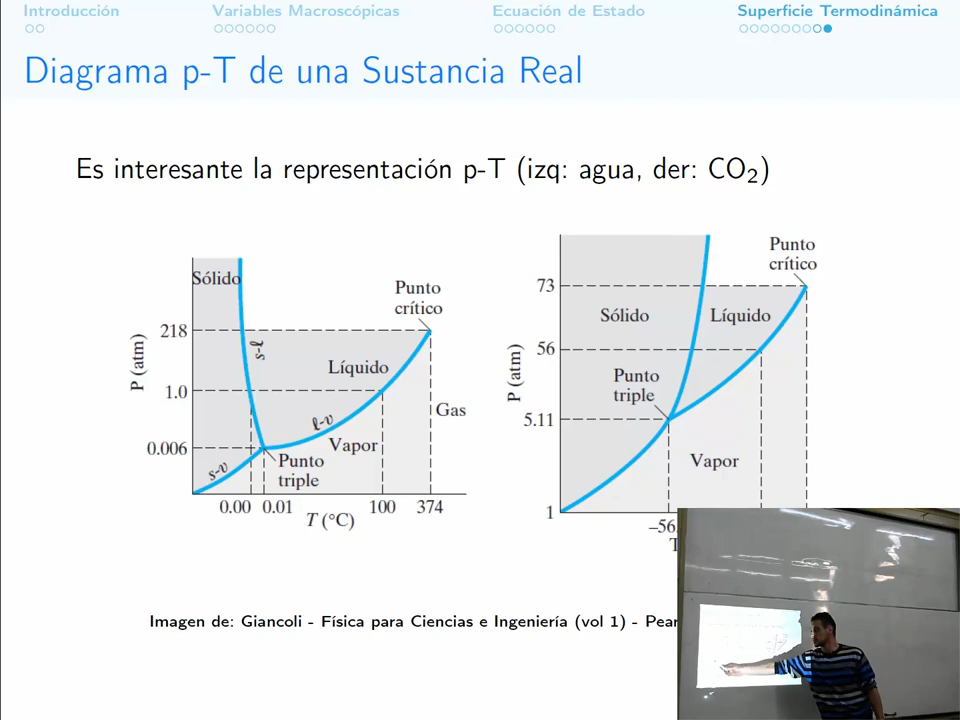 Introducción
Variables Macroscópicas
Ecuación de Estado
Superficie Termodinámica
Diagrama p-T de una Sustancia Real
Es interesante la representación p-T (izq: agua, der: CO₂)
Sólido
Punto
crítico
218
s-ℓ
P (atm)
Líquido
1.0
Gas
ℓ-v
Vapor
0.006
s-v
Punto
triple
0.00 0.01 100 374
T (°C)
Punto
crítico
73
Sólido
Líquido
56
P (atm)
Punto
triple
5.11
Vapor
1
−56.
T
Imagen de: Giancoli - Física para Ciencias e Ingeniería (vol 1) - Pear